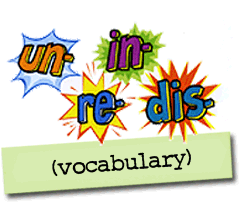 un- in-
re- dis-
(vocabulary)